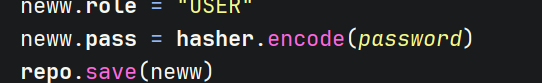 neww.role = "USER"
neww.pass = hasher.encode(password)
repo.save(neww)